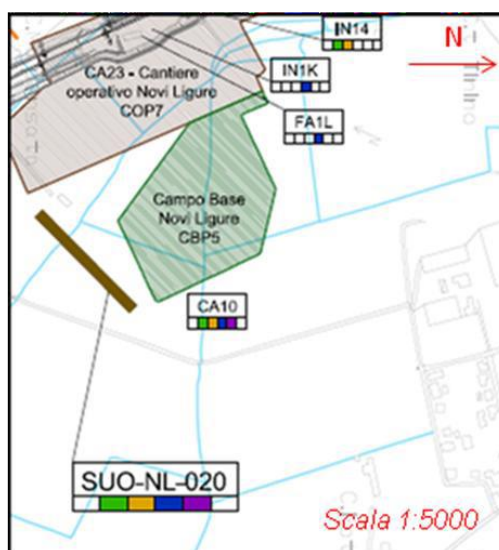 IN14
N
CA23 - Cantiere
operativo Novi Ligure
COP7
IN1K
FA1L
Campo Base
Novi Ligure
CBP5
CA10
SUO-NL-020
Scala 1:5000